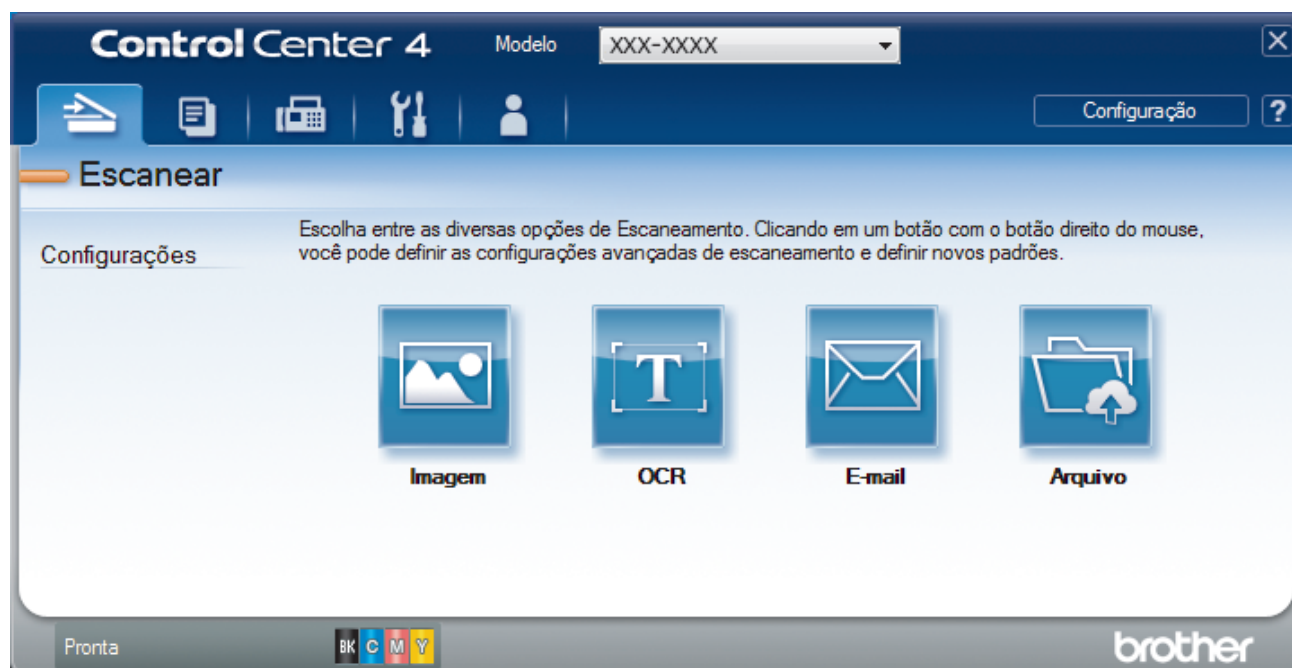 Control Center 4
Modelo
XXX-XXXX
Configuração
?
Escanear
Configurações
Escolha entre as diversas opções de Escaneamento. Clicando em um botão com o botão direito do mouse,
você pode definir as configurações avançadas de escaneamento e definir novos padrões.
T
Imagem
OCR
E-mail
Arquivo
Pronta
BK C M Y
brother